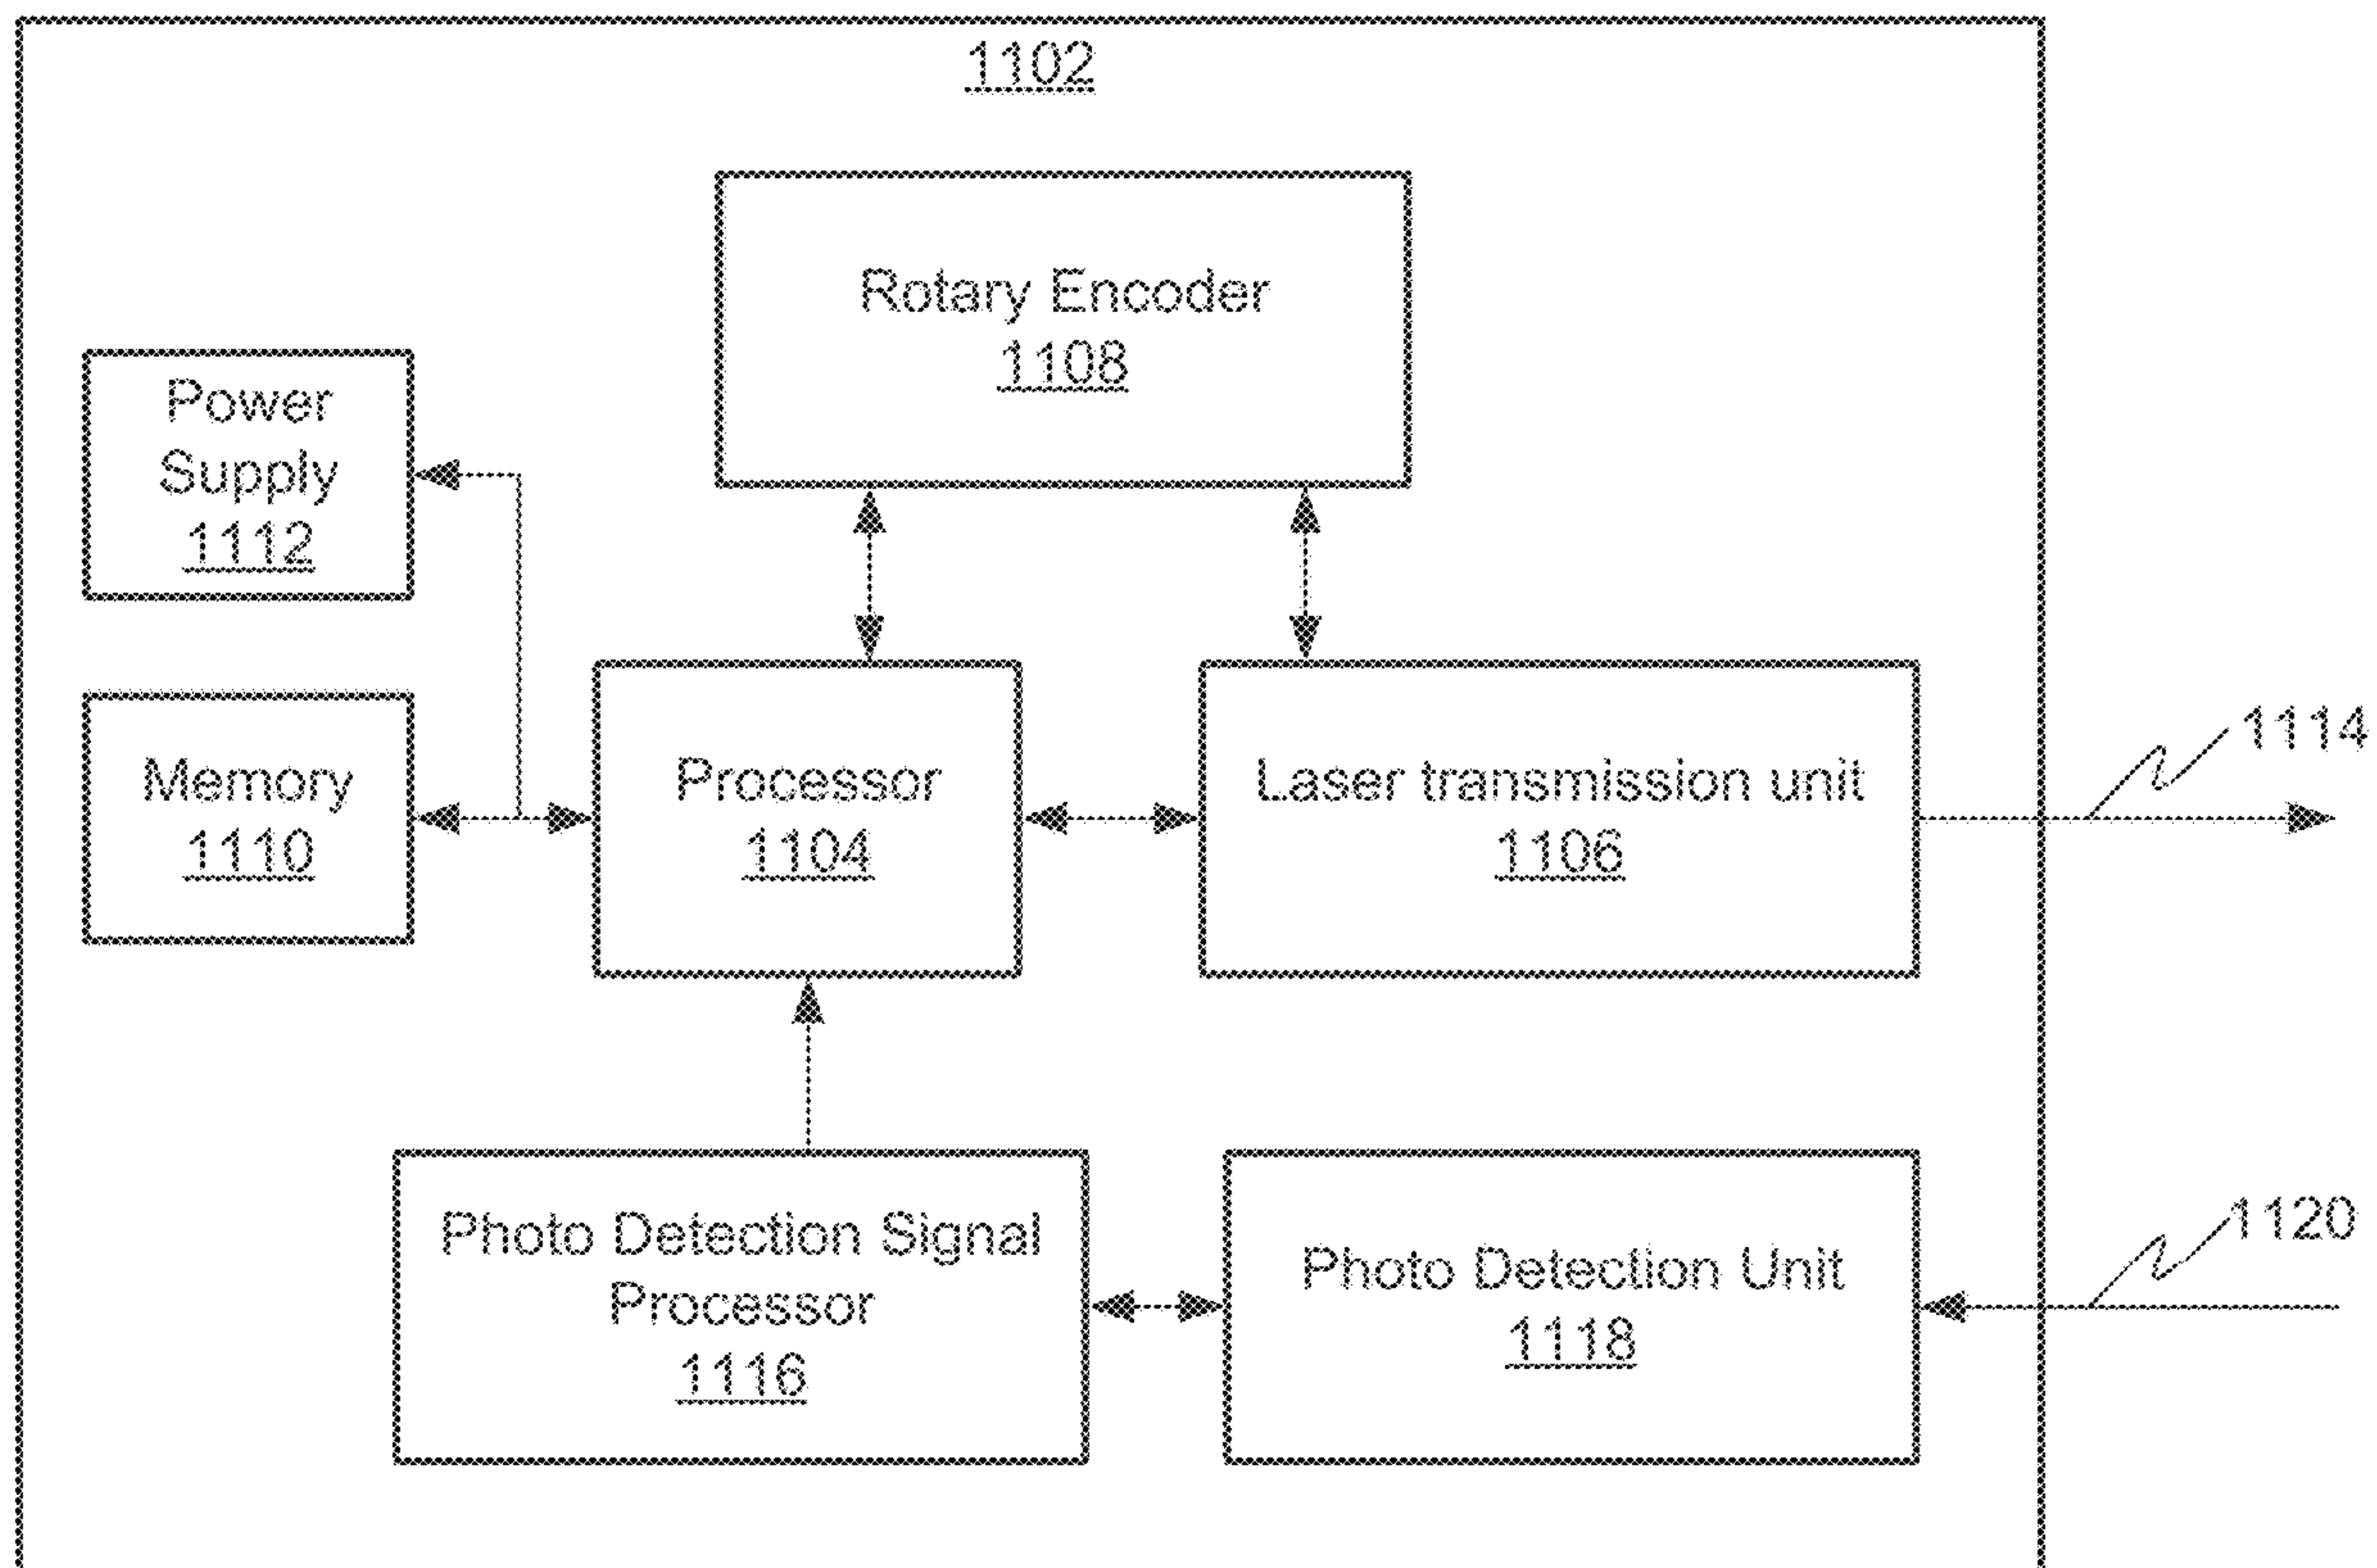 1102
Rotary Encoder
1108
Power
Supply
1112
Memory
1110
Processor
1104
Laser transmission unit
1106
1114
Photo Detection Signal
Processor
1116
Photo Detection Unit
1118
1120